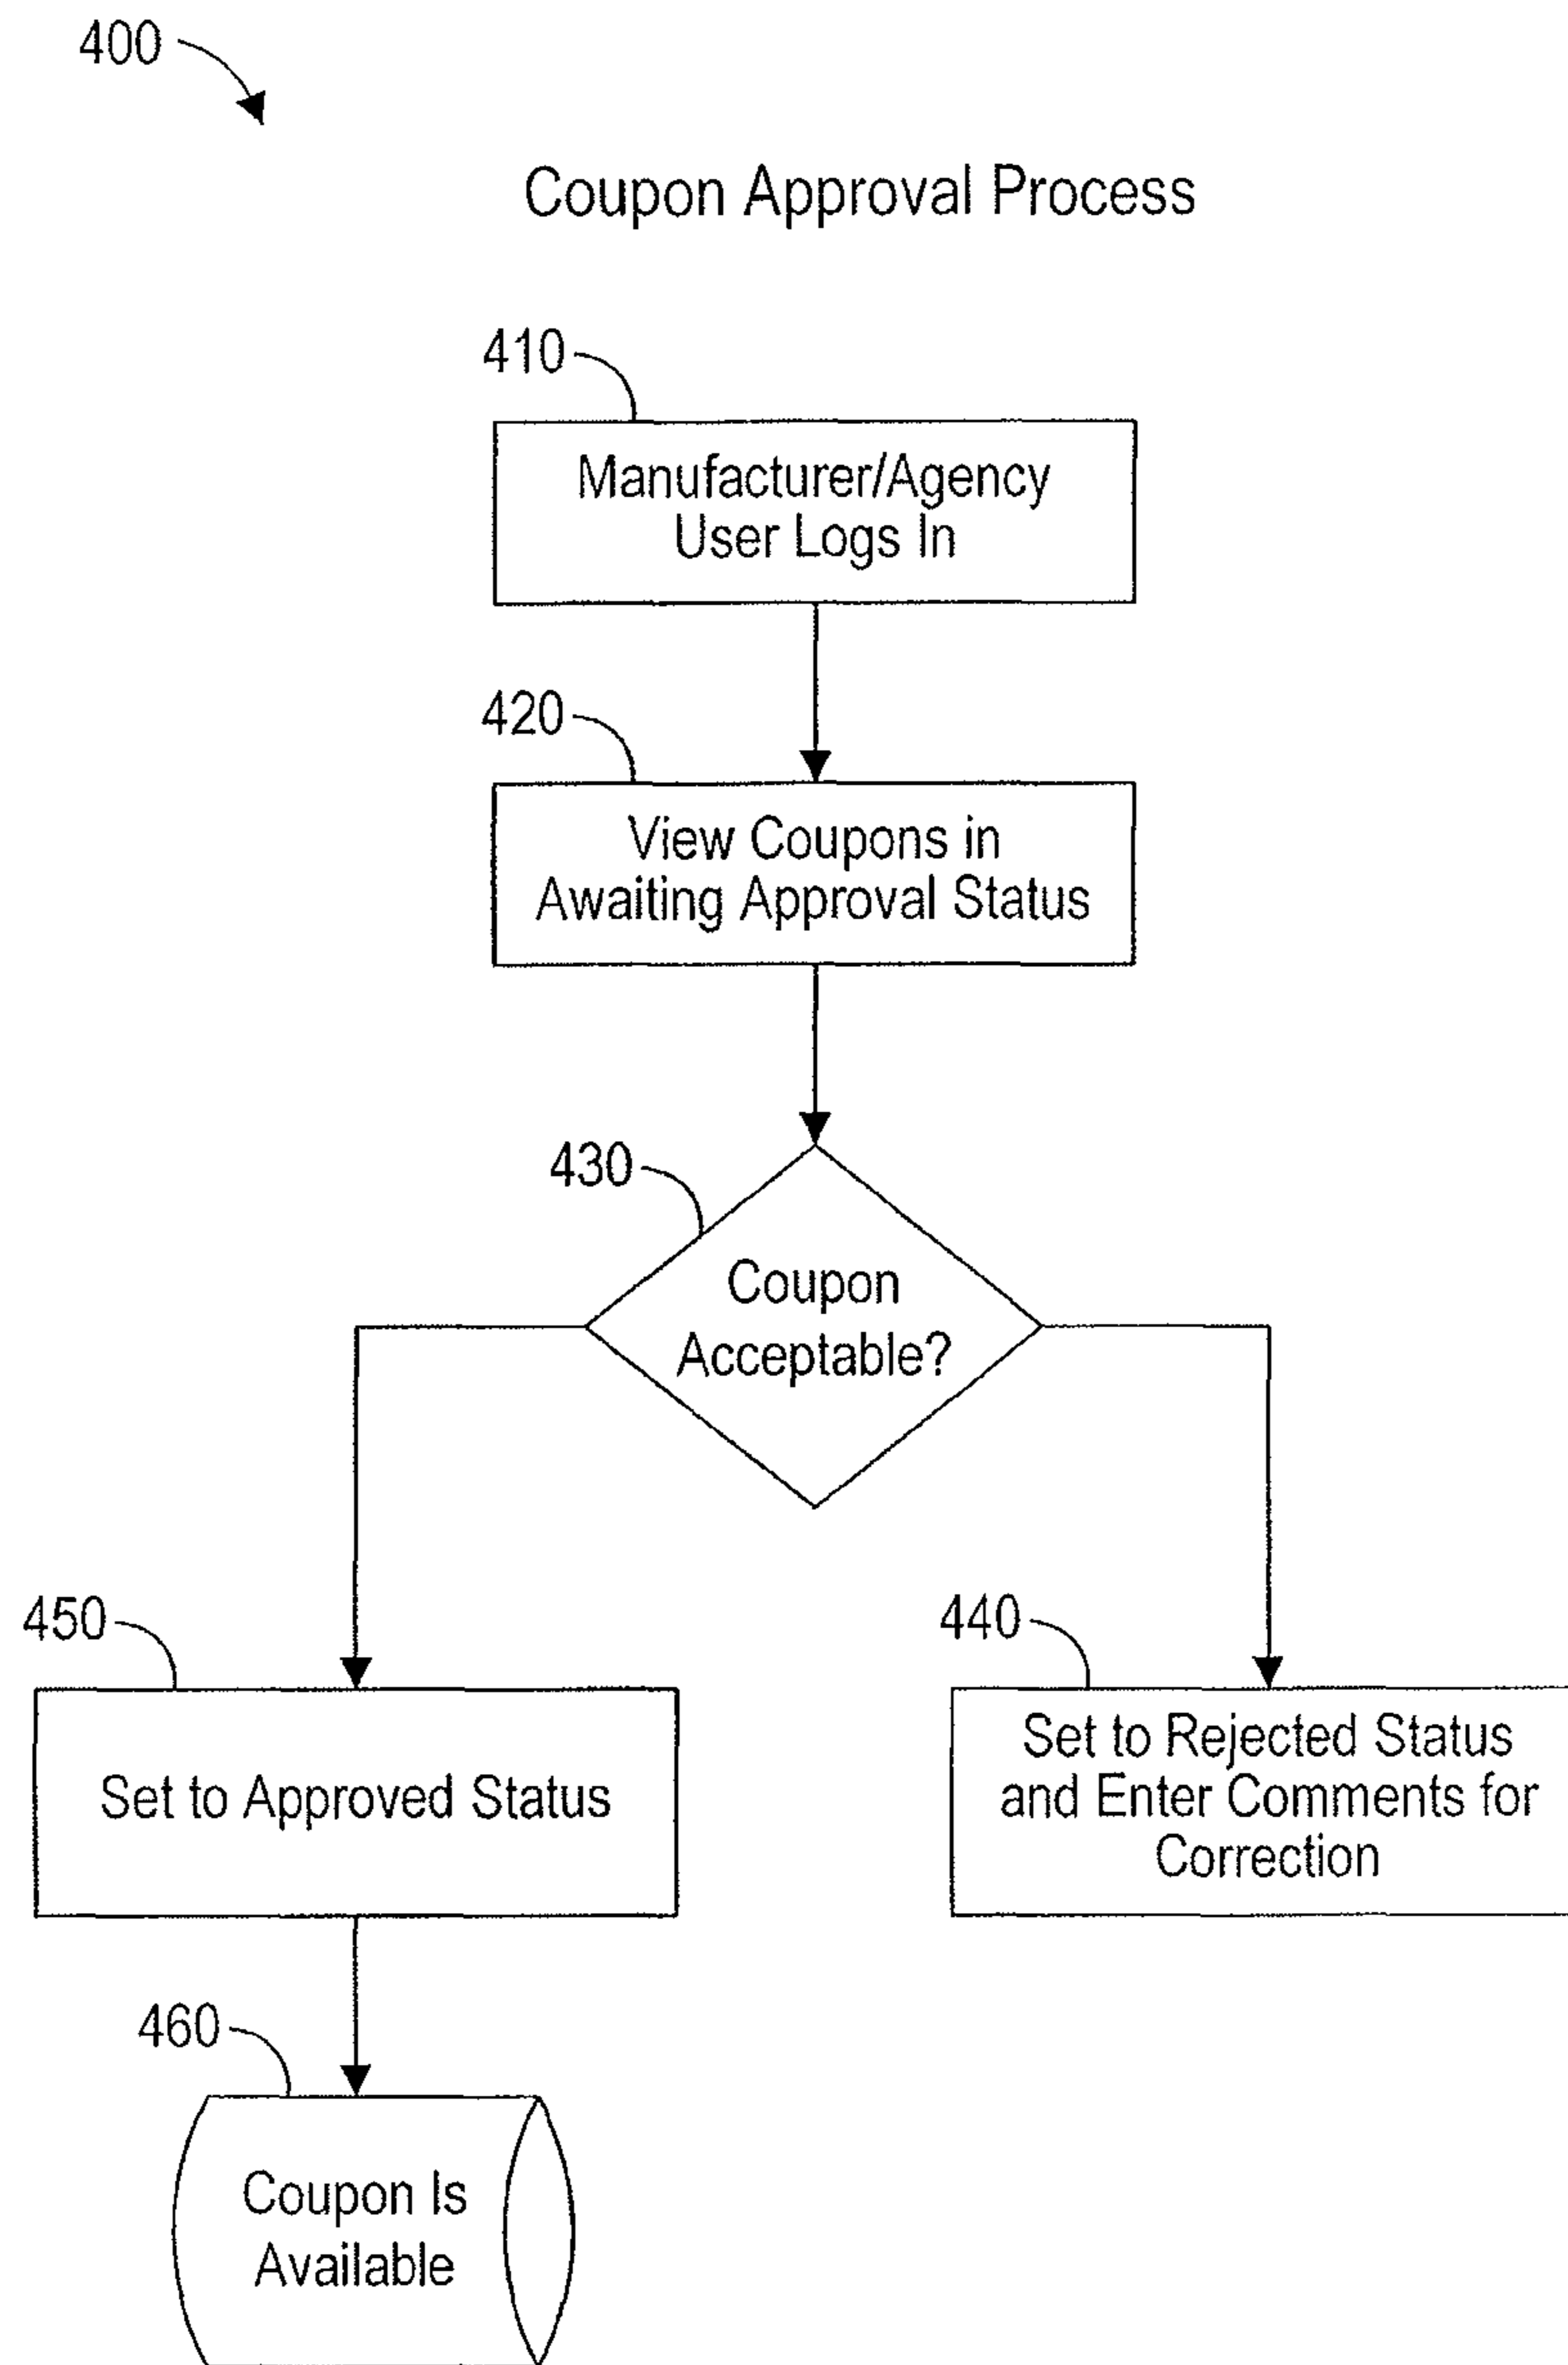 400
Coupon Approval Process
410
Manufacturer/Agency
User Logs In
420
View Coupons in
Awaiting Approval Status
430
Coupon
Acceptable?
450
Set to Approved Status
440
Set to Rejected Status
and Enter Comments for
Correction
460
Coupon Is
Available